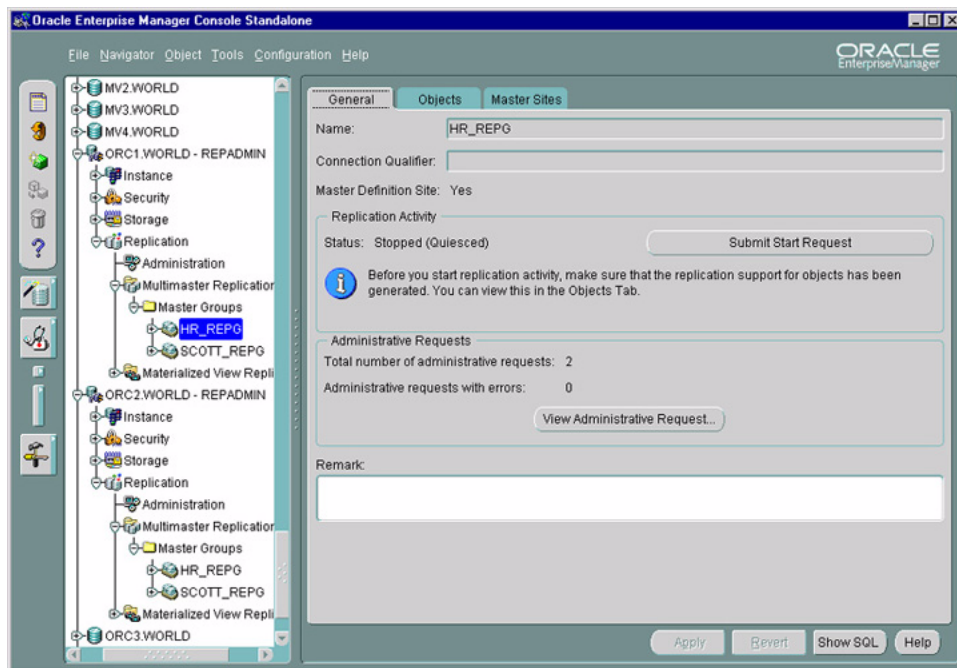 Oracle Enterprise Manager Console Standalone
File Navigator Object Tools Configuration Help
ORACLE
EnterpriseManager
MV2.WORLD
MV3.WORLD
MV4.WORLD
ORC1.WORLD - REPADMIN
Instance
Security
Storage
Replication
Administration
Multimaster Replication
Master Groups
HR_REPG
SCOTT_REPG
Materialized View Repli
ORC2.WORLD - REPADMIN
Instance
Security
Storage
Replication
Administration
Multimaster Replication
Master Groups
HR_REPG
SCOTT_REPG
Materialized View Repli
ORC3.WORLD
General Objects Master Sites
Name: HR_REPG
Connection Qualifier:
Master Definition Site: Yes
Replication Activity
Status: Stopped (Quiesced) Submit Start Request
Before you start replication activity, make sure that the replication support for objects has been
generated. You can view this in the Objects Tab.
Administrative Requests
Total number of administrative requests: 2
Administrative requests with errors: 0
View Administrative Request...
Remark:
Apply Revert Show SQL Help